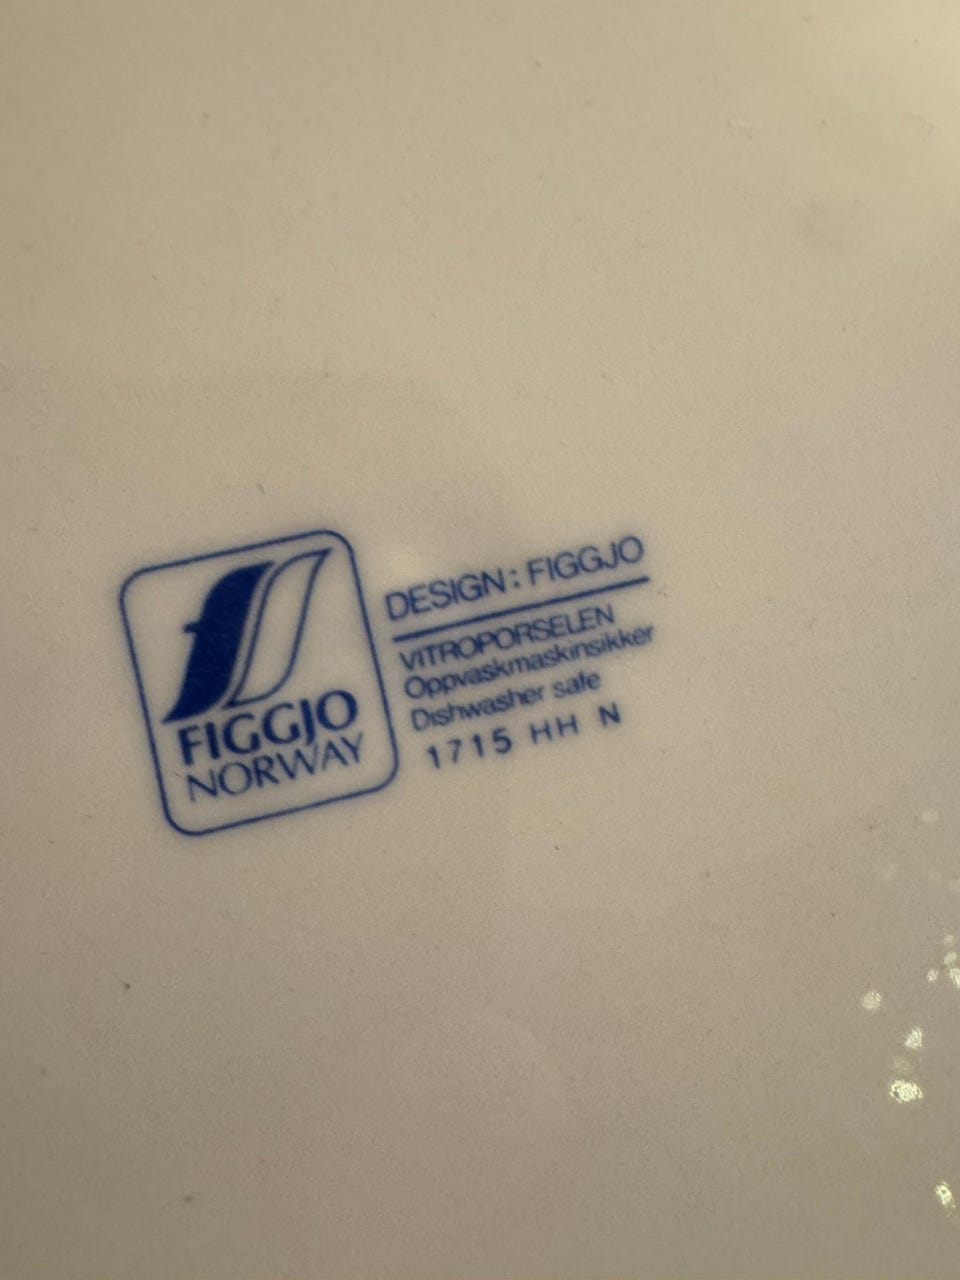 FIGGJO
NORWAY
DESIGN: FIGGJO
VITROPORSELEN
Oppvaskmaskinsikker
Dishwasher safe
1715 HH N